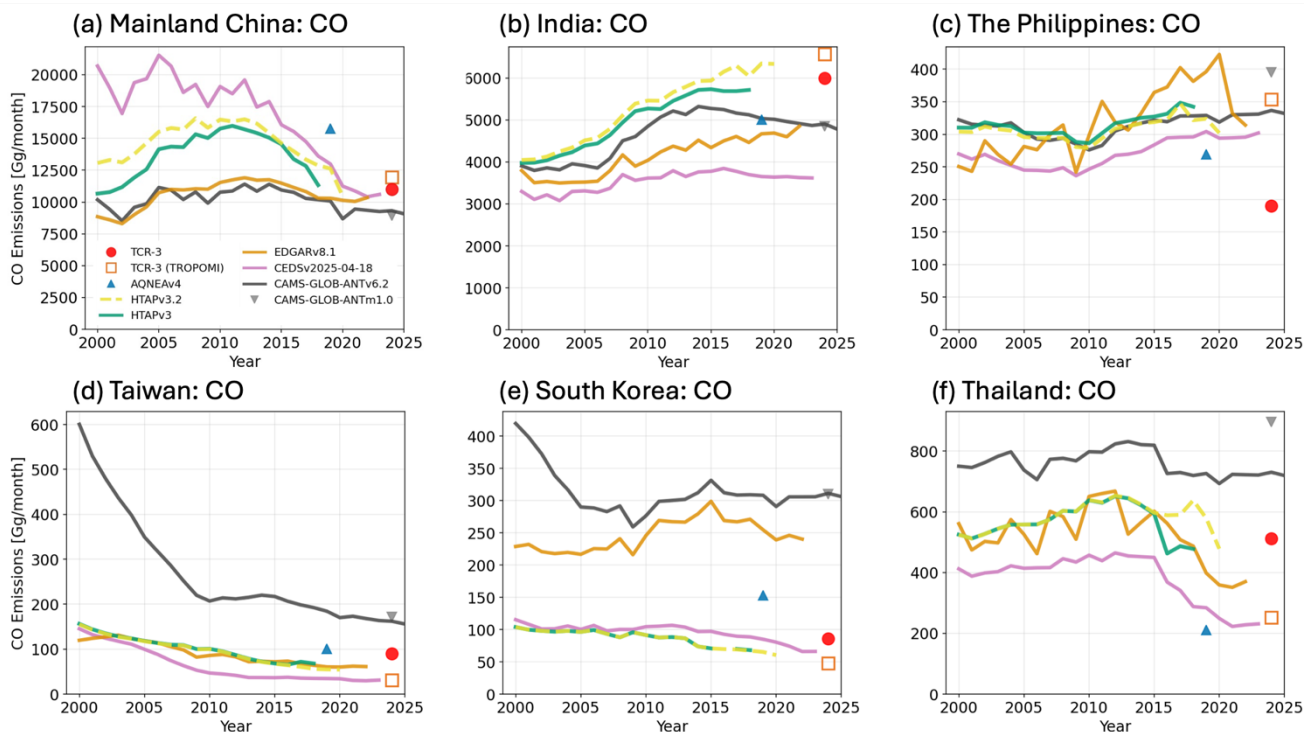 (a) Mainland China: CO
(b) India: CO
(c) The Philippines: CO
CO Emissions [Gg/month]
20000
17500
15000
12500
10000
7500
5000
2500
0
TCR-3
TCR-3 (TROPOMI)
AQNEAv4
HTAPv3.2
HTAPv3
EDGARv8.1
CEDSv2025-04-18
CAMS-GLOB-ANTv6.2
CAMS-GLOB-ANTm1.0
2000 2005 2010 2015 2020 2025
Year
6000
5000
4000
3000
2000
1000
0
2000 2005 2010 2015 2020 2025
Year
400
350
300
250
200
150
100
50
0
2000 2005 2010 2015 2020 2025
Year
(d) Taiwan: CO
(e) South Korea: CO
(f) Thailand: CO
CO Emissions [Gg/month]
600
500
400
300
200
100
0
2000 2005 2010 2015 2020 2025
Year
400
350
300
250
200
150
100
50
0
2000 2005 2010 2015 2020 2025
Year
800
600
400
200
0
2000 2005 2010 2015 2020 2025
Year